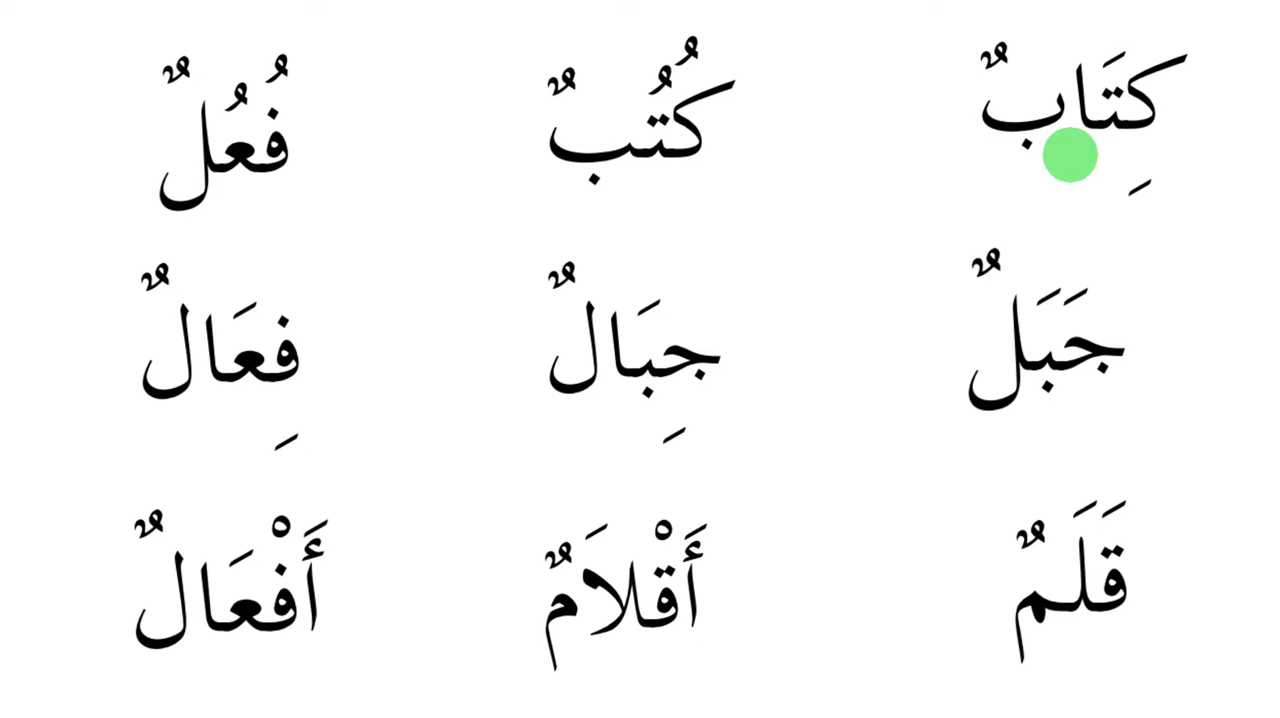 كِتَابٌ كُتُبٌ فُعُلٌ
جَبَلٌ جِبَالٌ فِعَالٌ
قَلَمٌ أَقْلَامٌ أَفْعَالٌ